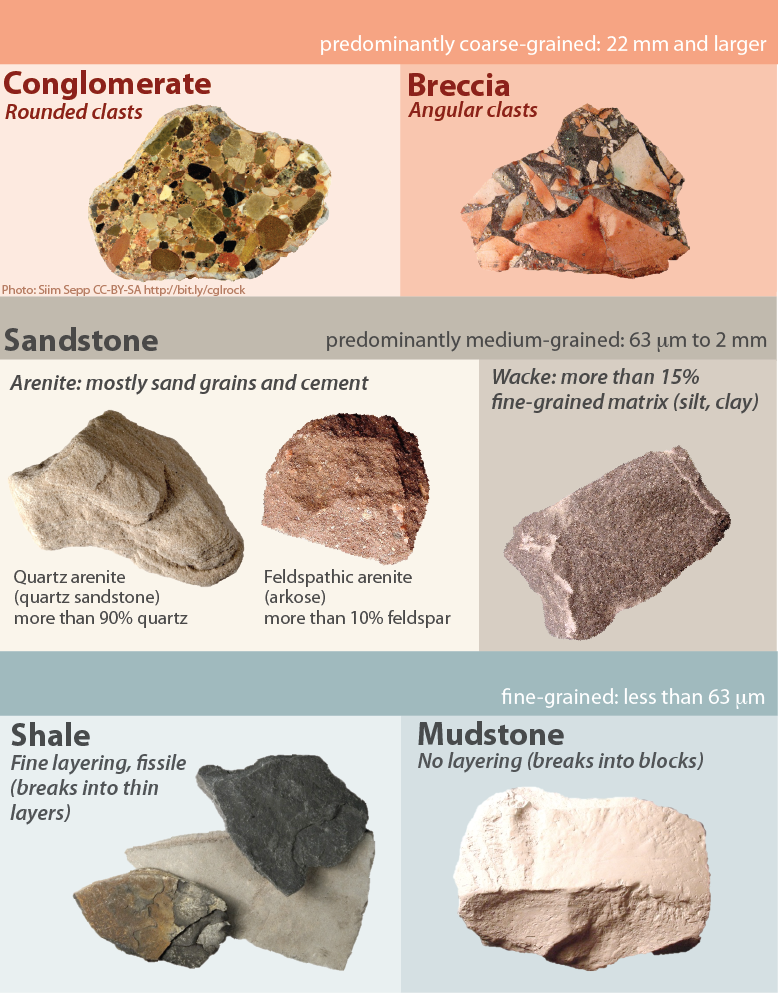 predominantly coarse-grained: 22 mm and larger
Conglomerate
Rounded clasts
Photo: Siim Sepp CC-BY-SA http://bit.ly/cglrock
Breccia
Angular clasts
Sandstone
predominantly medium-grained: 63 μm to 2 mm
Arenite: mostly sand grains and cement
Quartz arenite
(quartz sandstone)
more than 90% quartz
Feldspathic arenite
(arkose)
more than 10% feldspar
Wacke: more than 15%
fine-grained matrix (silt, clay)
fine-grained: less than 63 μm
Shale
Fine layering, fissile
(breaks into thin
layers)
Mudstone
No layering (breaks into blocks)